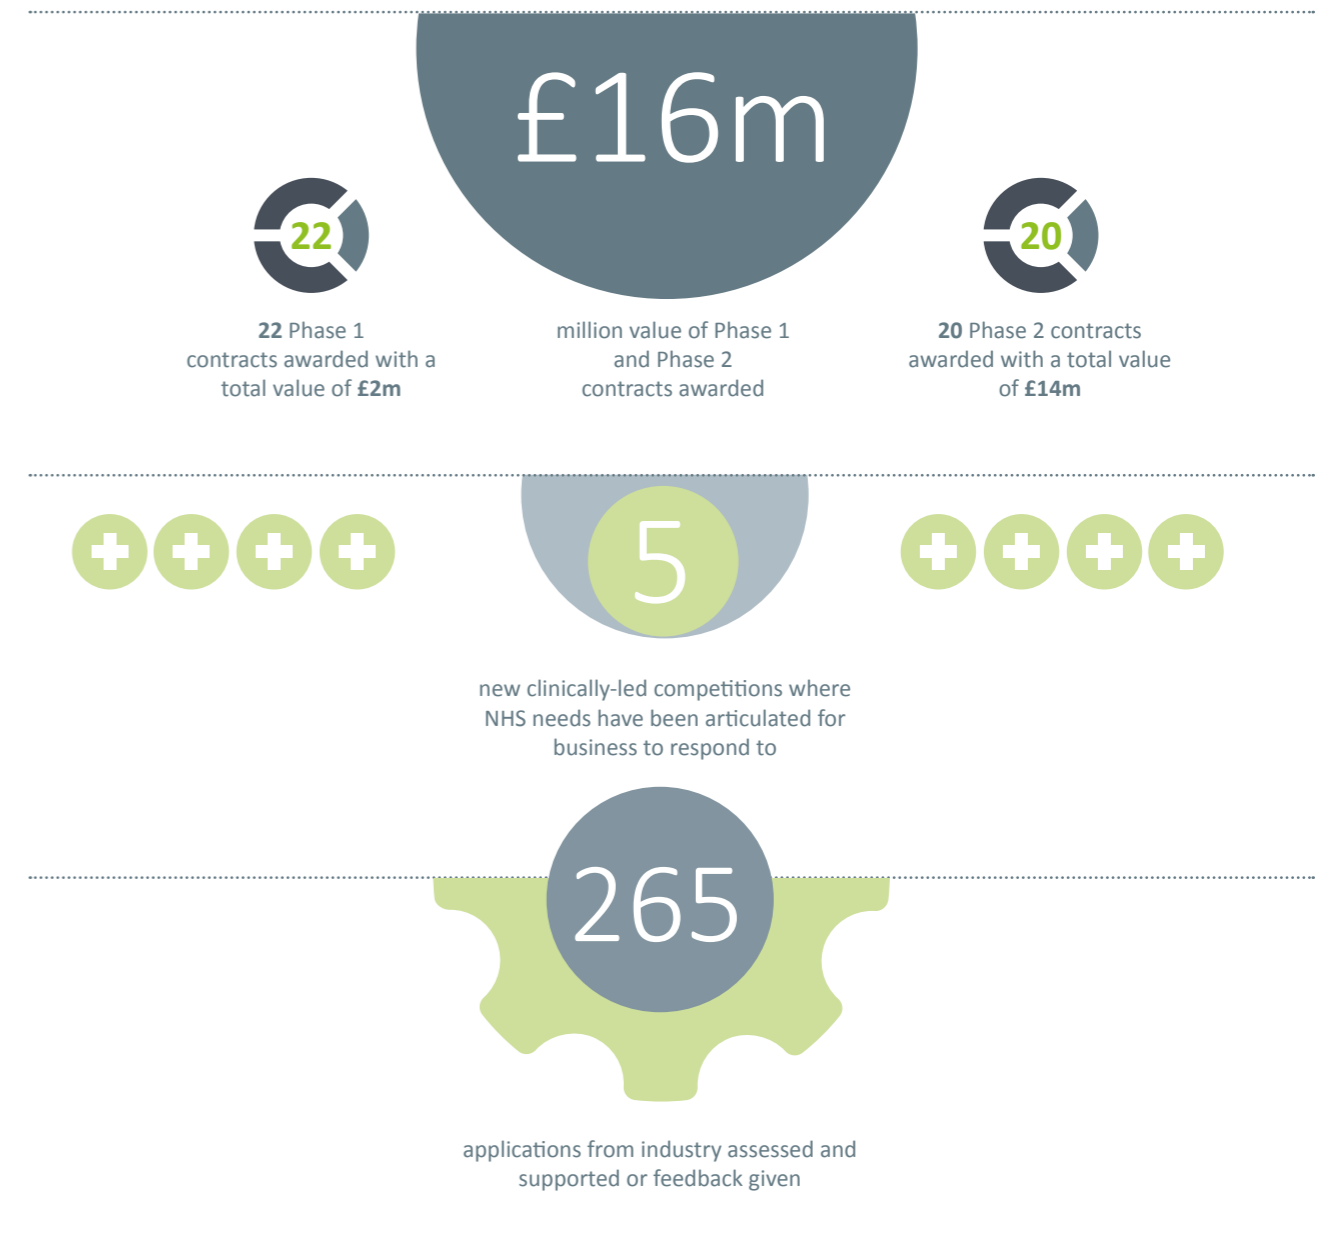 £16m
22
20
22 Phase 1
contracts awarded with a
total value of £2m
million value of Phase 1
and Phase 2
contracts awarded
20 Phase 2 contracts
awarded with a total value
of £14m
5
new clinically-led competitions where
NHS needs have been articulated for
business to respond to
265
applications from industry assessed and
supported or feedback given